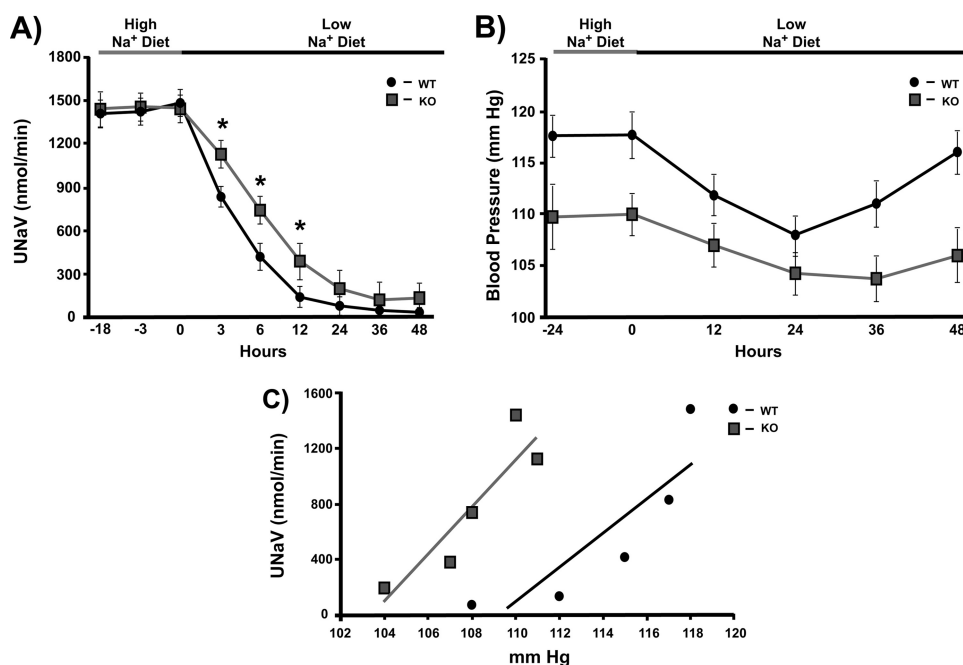 A)
High
Na⁺ Diet
Low
Na⁺ Diet
1800
1500
1200
900
600
300
0
UNaV (nmol/min)
WT
KO
*
*
*
-18 -3 0 3 6 12 24 36 48
Hours
B)
High
Na⁺ Diet
Low
Na⁺ Diet
125
120
115
110
105
100
Blood Pressure (mm Hg)
WT
KO
-24 0 12 24 36 48
Hours
C)
1600
1200
800
400
0
UNaV (nmol/min)
WT
KO
102 104 106 108 110 112 114 116 118 120
mm Hg